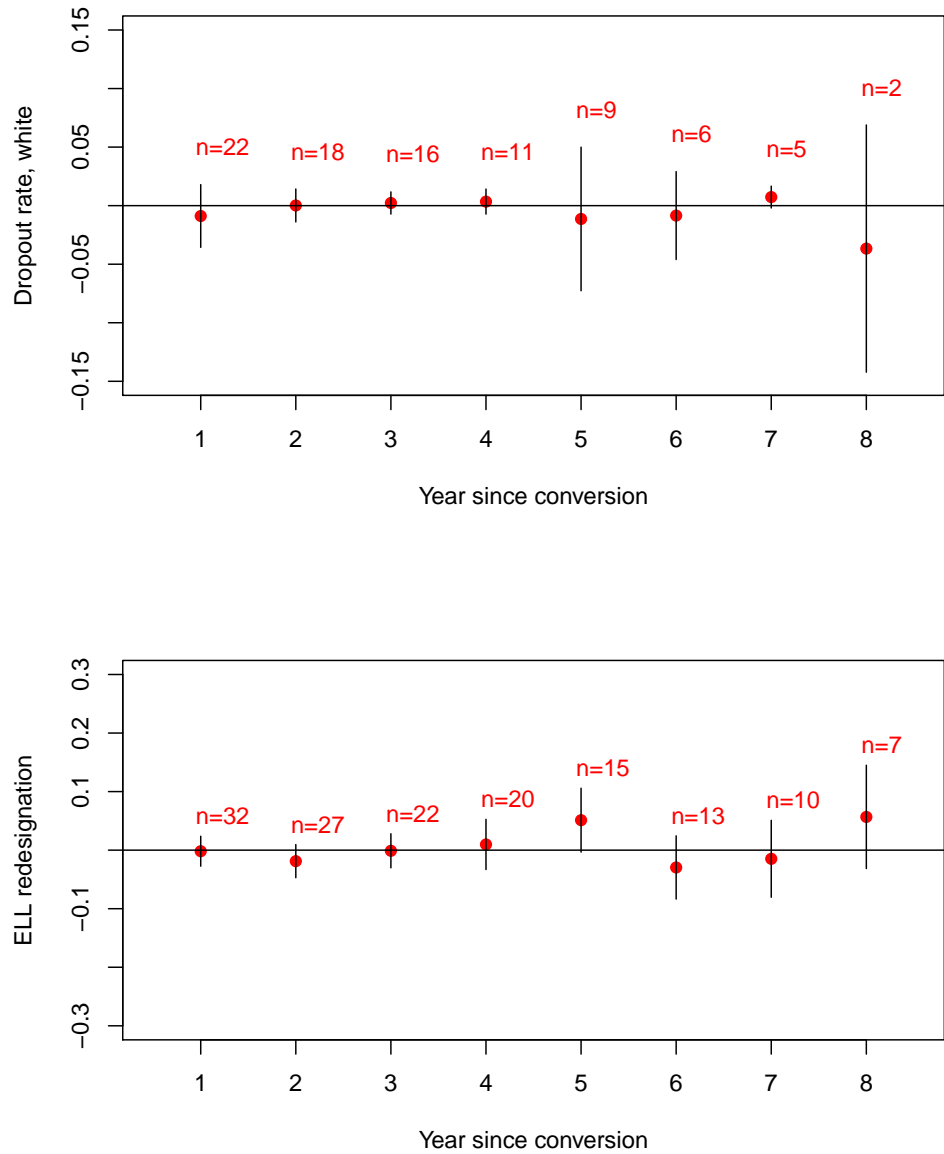 Dropout rate, white
0.15
0.05
−0.05
−0.15
n=22
n=18
n=16
n=11
n=9
n=6
n=5
n=2
1 2 3 4 5 6 7 8
Year since conversion
ELL redesignation
0.3
0.2
0.1
−0.1
−0.3
n=32
n=27
n=22
n=20
n=15
n=13
n=10
n=7
1 2 3 4 5 6 7 8
Year since conversion